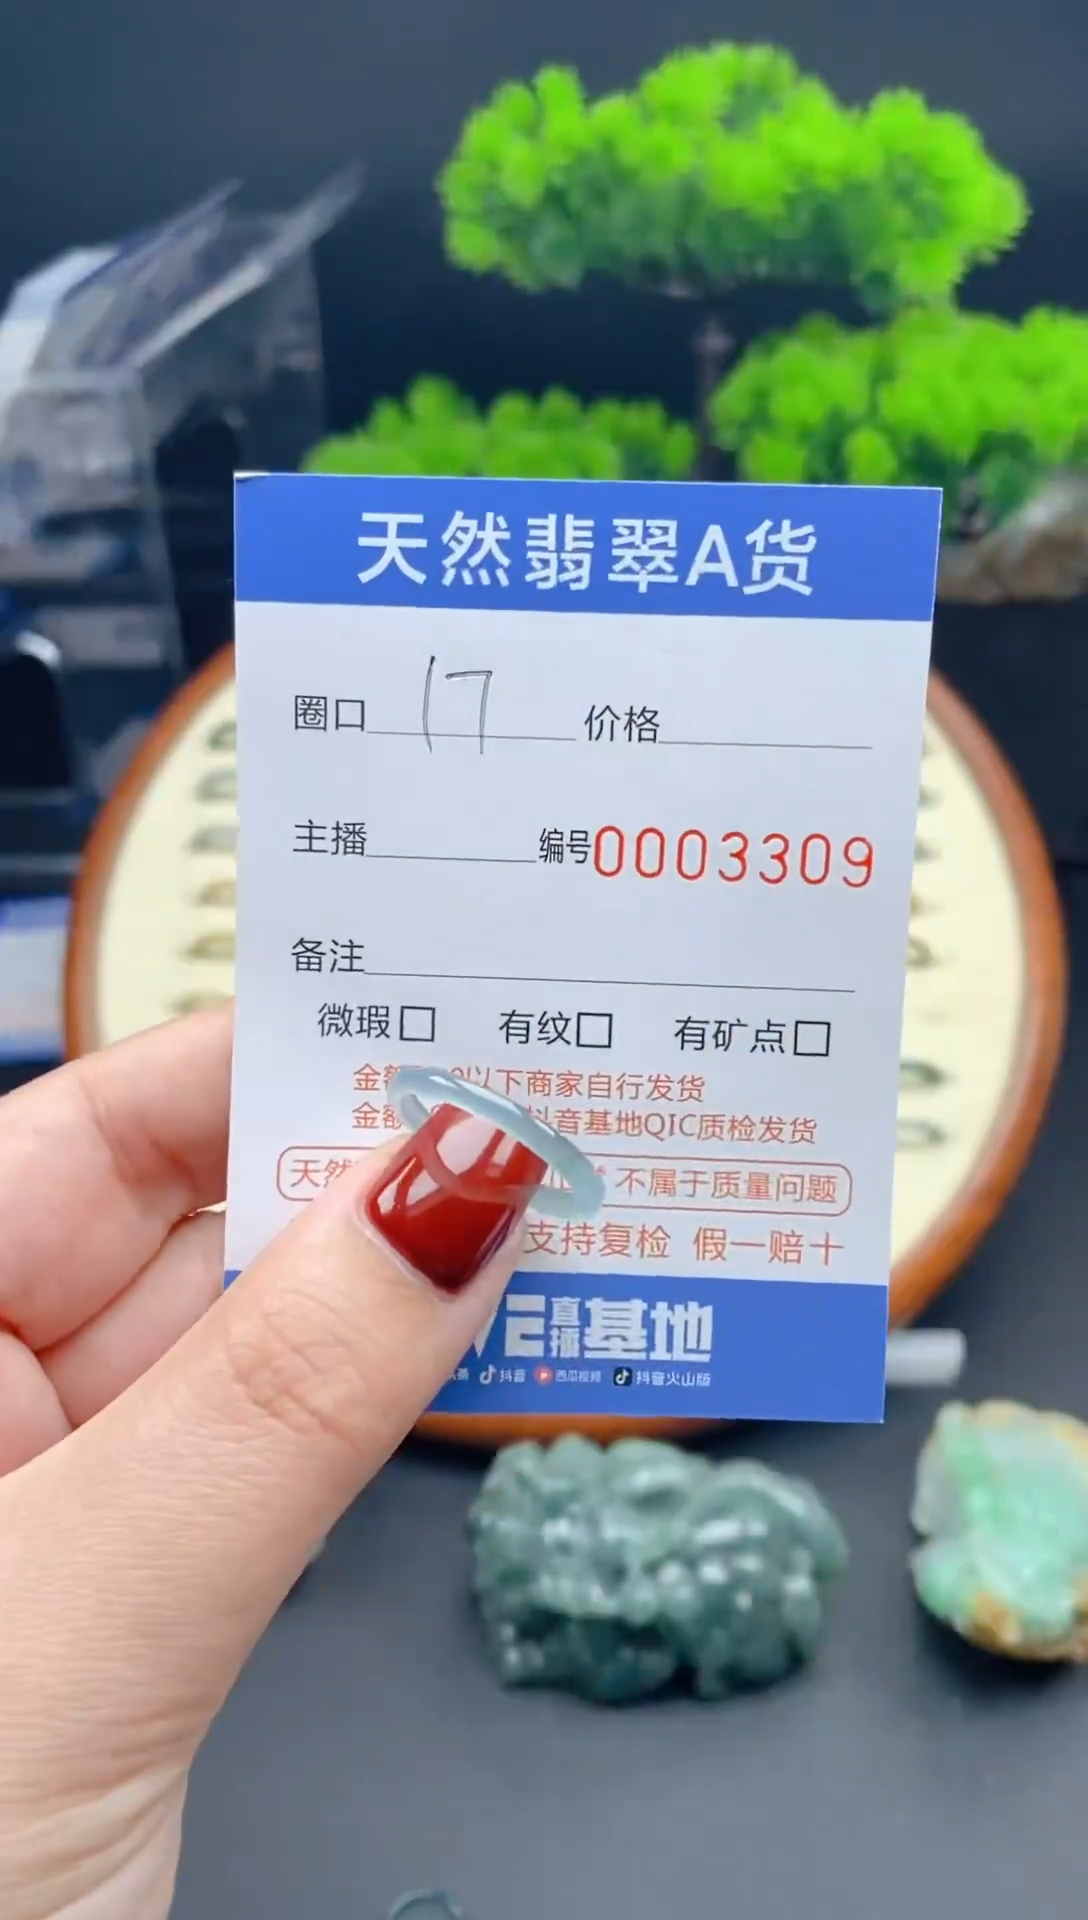 天然翡翠A货
圈口 17 价格
主播 编号0003309
备注
微瑕□ 有纹□ 有矿点□
金额 以下商家自行发货
金额 抖音基地QIC质检发货
天然 不属于质量问题
支持复检 假一赔十
直播基地
抖音 西瓜视频 抖音火山版